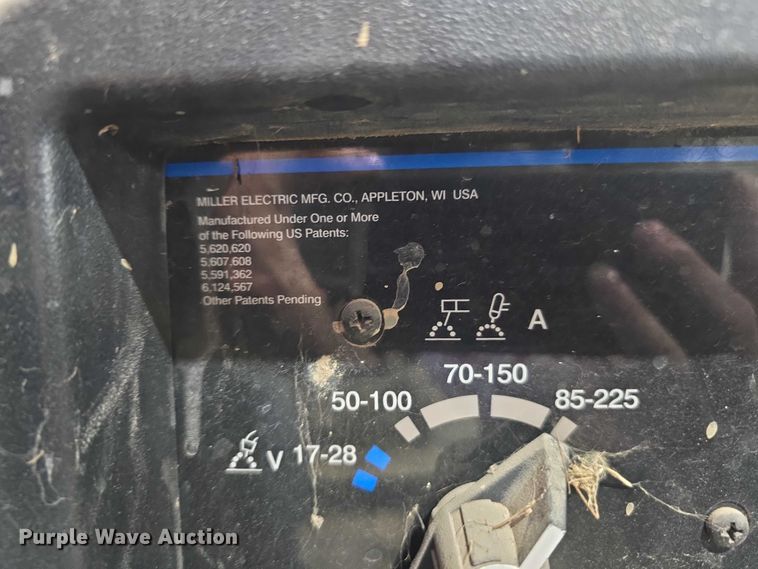 MILLER ELECTRIC MFG. CO., APPLETON, WI USA
Manufactured Under One or More
of the Following US Patents:
5,620,620
5,607,608
5,591,362
6,124,567
Other Patents Pending
A
70-150
50-100
85-225
V 17-28
Purple Wave Auction